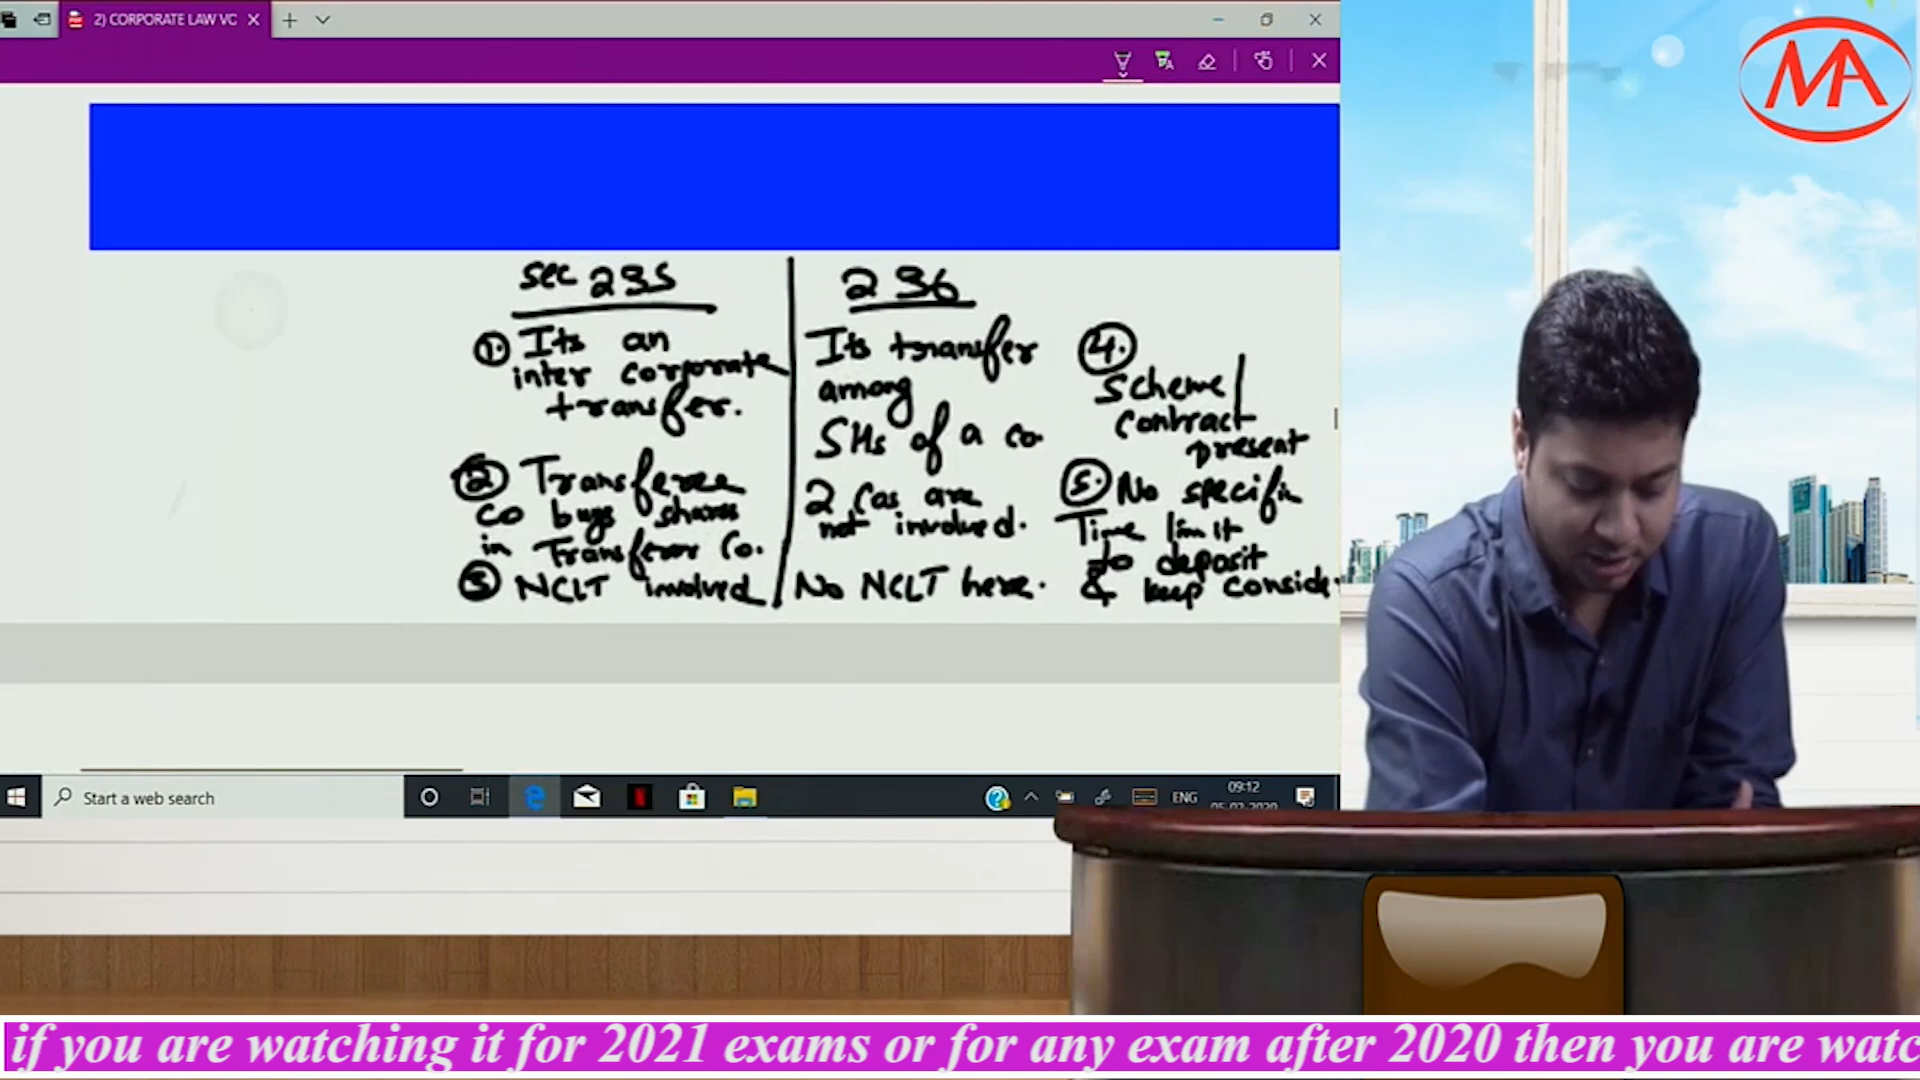 2) CORPORATE LAW VC
MA
Sec 235
① Its an
inter corporate
transfer.
② Transferee
co buys shares
in Transferor Co.
③ NCLT involved
236
Its transfer
among
SHs of a co
2 Cos are
not involved.
No NCLT here.
④.
Scheme/
Contract
present
⑤. No specific
Time limit
to deposit
& keep conside
Start a web search
ENG
09:12
05-02-2020
if you are watching it for 2021 exams or for any exam after 2020 then you are watc